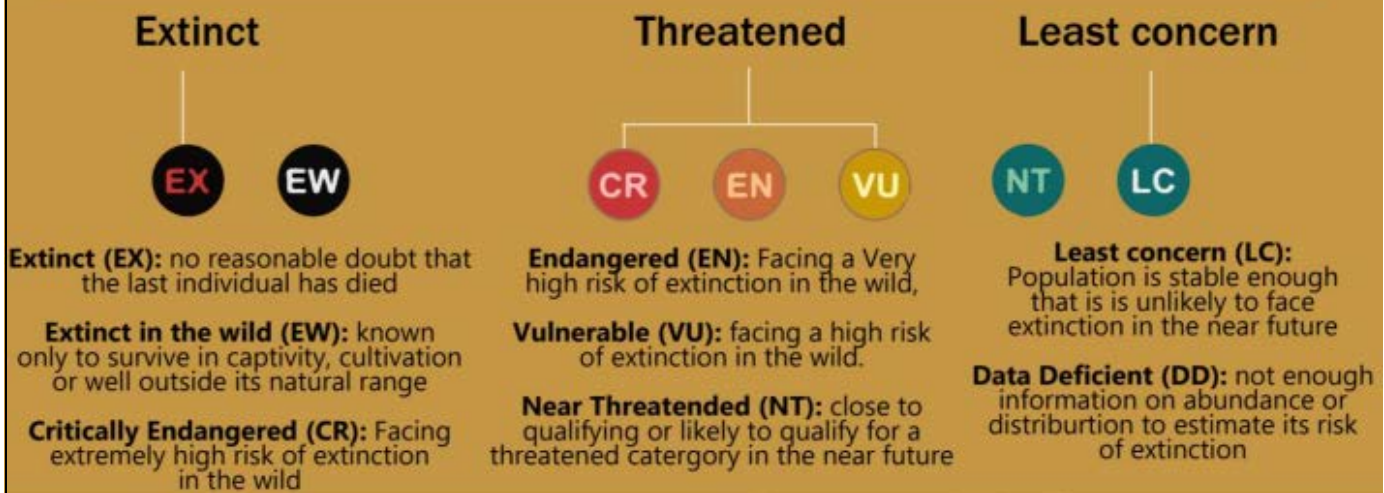 Extinct
Threatened
Least concern
EX
EW
CR
EN
VU
NT
LC
Extinct (EX): no reasonable doubt that
the last individual has died
Extinct in the wild (EW): known
only to survive in captivity, cultivation
or well outside its natural range
Critically Endangered (CR): Facing
extremely high risk of extinction
in the wild
Endangered (EN): Facing a Very
high risk of extinction in the wild,
Vulnerable (VU): facing a high risk
of extinction in the wild.
Near Threatended (NT): close to
qualifying or likely to qualify for a
threatened catergory in the near future
Least concern (LC):
Population is stable enough
that is is unlikely to face
extinction in the near future
Data Deficient (DD): not enough
information on abundance or
distriburtion to estimate its risk
of extinction